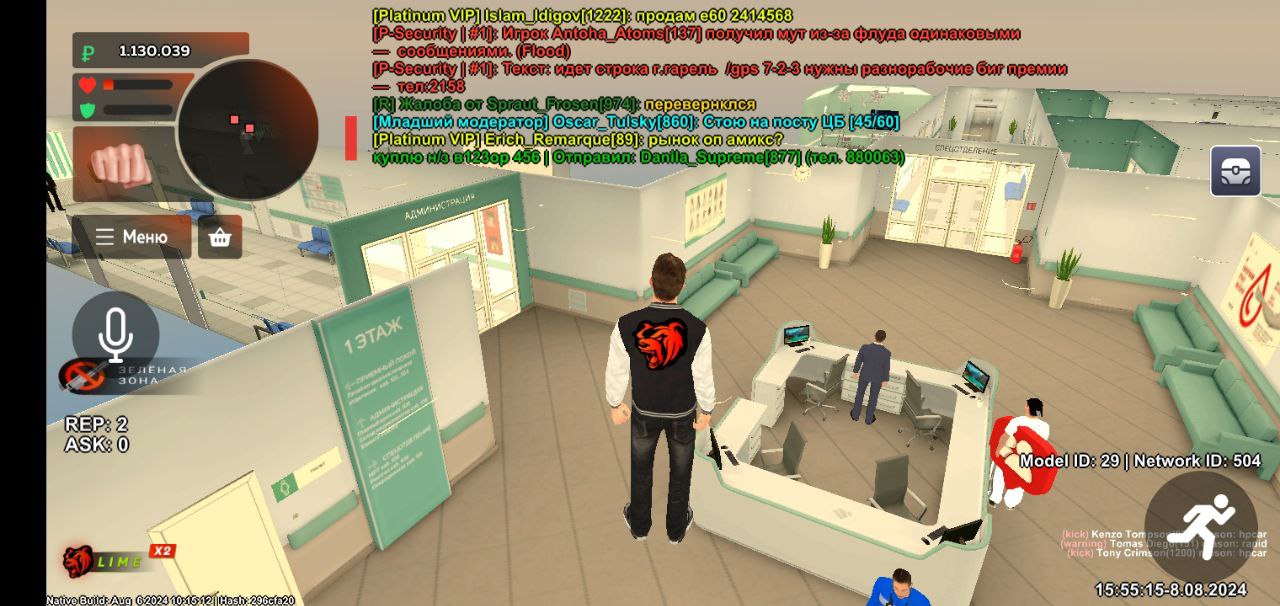 [Platinum VIP] Islam_Idigov[1222]: продам е60 2414568
[P-Security | #1]: Игрок Antoha_Atoms[137] получил мут из-за флуда одинаковыми
— сообщениями. (Flood)
[P-Security | #1]: Текст: идет строка г.гарель /gps 7-2-3 нужны разнорабочие биг премии
— тел:2158
[R] Жалоба от Spraut_Frosen[974]: перевернклся
[Младший модератор] Oscar_Tulsky[860]: Стою на посту ЦБ [45/60]
[Platinum VIP] Erich_Remarque[89]: рынок оп амикс?
куплю н/з в123ор 456 | Отправил: Danila_Supreme[877] (тел. 880063)
1.130.039
Меню
АДМИНИСТРАЦИЯ
СПЕЦОТДЕЛЕНИЕ
1 ЭТАЖ
ПРИЕМНЫЙ ПОКОЙ
АДМИНИСТРАЦИЯ
СПЕЦОТДЕЛЕНИЕ
ЗЕЛЁНАЯ
ЗОНА
REP: 2
ASK: 0
Model ID: 29 | Network ID: 504
(kick) Kenzo reason: hpcar
(warning) Tomas reason: rapid
(kick) Tony Crimson(1200) reason: hpcar
LIME X2
15:55:15-8.08.2024
Native Build: Aug 6 2024 10:15:12 | Hash: 296cfa20